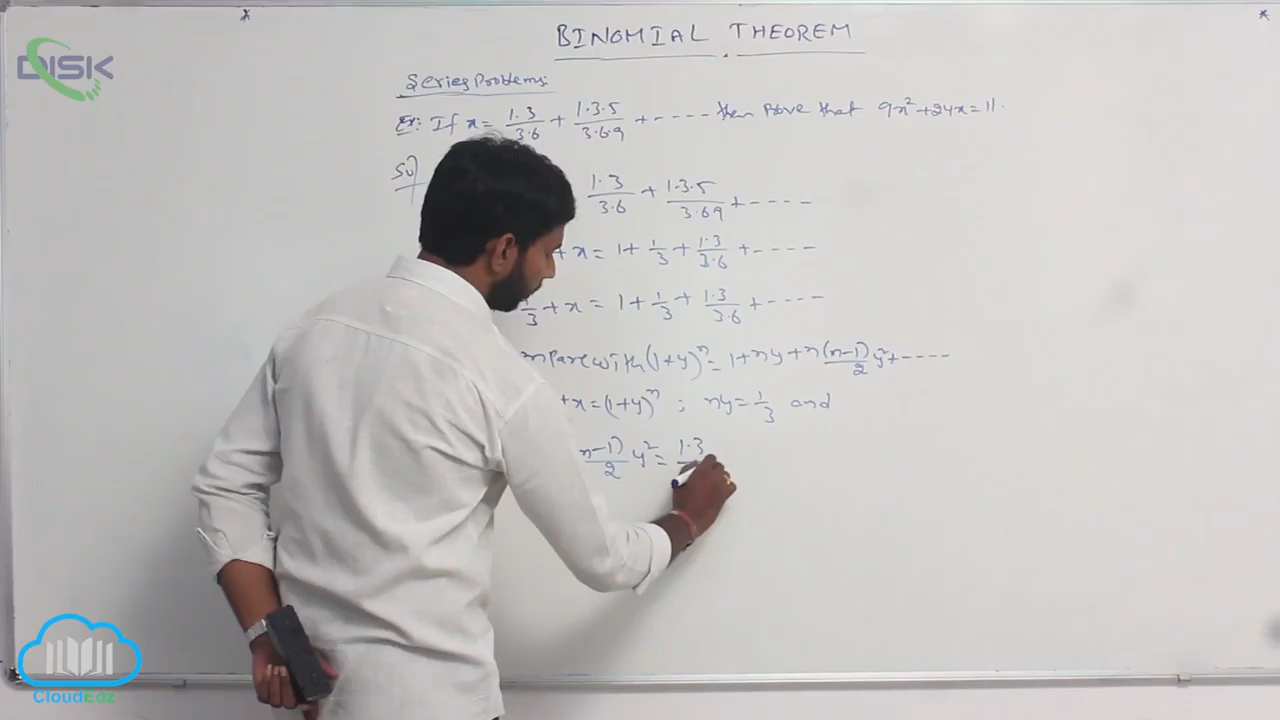 DISK
BINOMIAL THEOREM
Series Problems:
Ex: If x = 1·3/3·6 + 1·3·5/3·6·9 + ---- then Prove that 9x² + 24x = 11.
Sol
1·3/3·6 + 1·3·5/3·6 9 + ----
+ x = 1 + 1/3 + 1·3/3·6 + ----
1/3 + x = 1 + 1/3 + 1·3/3·6 + ----
mpare with (1+y)ⁿ = 1 + ny + n(n-1)/2 y² + ----
+ x = (1+y)ⁿ ; ny = 1/3 and
n-1)/2 y² = 1·3
CloudEdz